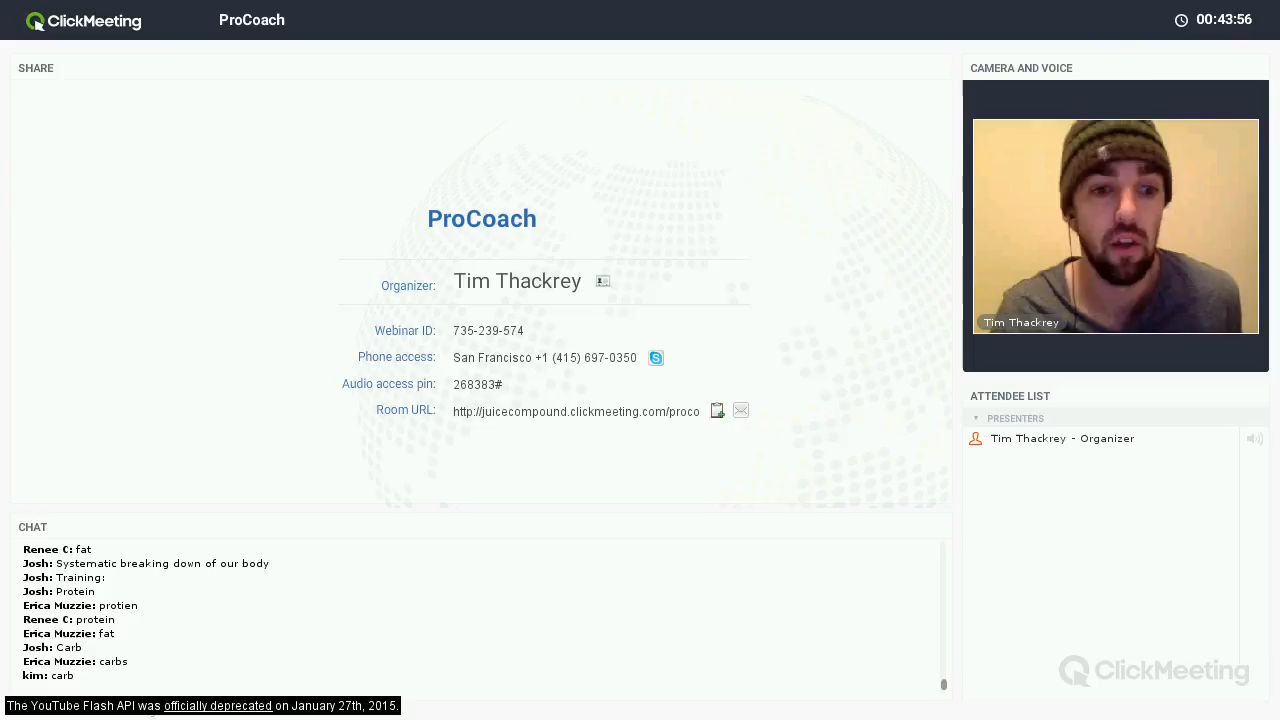 ClickMeeting
ProCoach
00:43:56
SHARE
ProCoach
Organizer: Tim Thackrey
Webinar ID: 735-239-574
Phone access: San Francisco +1 (415) 697-0350
Audio access pin: 268383#
Room URL: http://juicecompound.clickmeeting.com/proco
CAMERA AND VOICE
Tim Thackrey
ATTENDEE LIST
PRESENTERS
Tim Thackrey - Organizer
CHAT
Renee C: fat
Josh: Systematic breaking down of our body
Josh: Training:
Josh: Protein
Erica Muzzie: protien
Renee C: protein
Erica Muzzie: fat
Josh: Carb
Erica Muzzie: carbs
kim: carb
ClickMeeting
The YouTube Flash API was officially deprecated on January 27th, 2015.